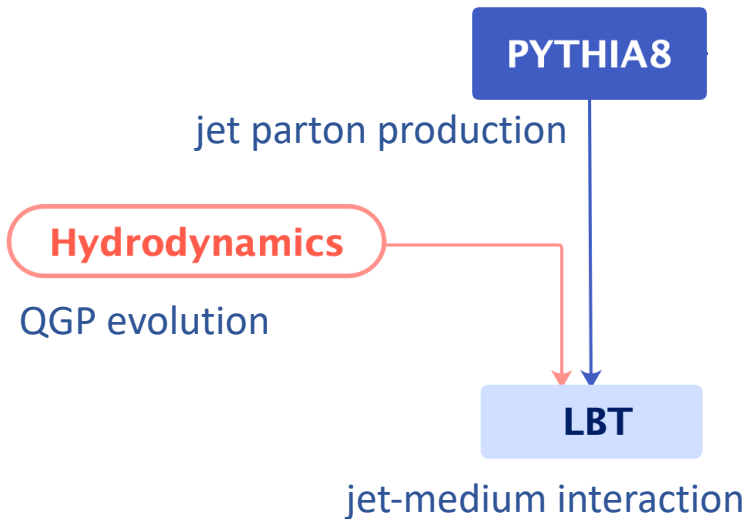 PYTHIA8
jet parton production
Hydrodynamics
QGP evolution
LBT
jet-medium interaction